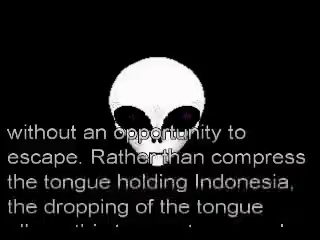 without an opportunity to
escape. Rather than compress
the tongue holding Indonesia,
the dropping of the tongue